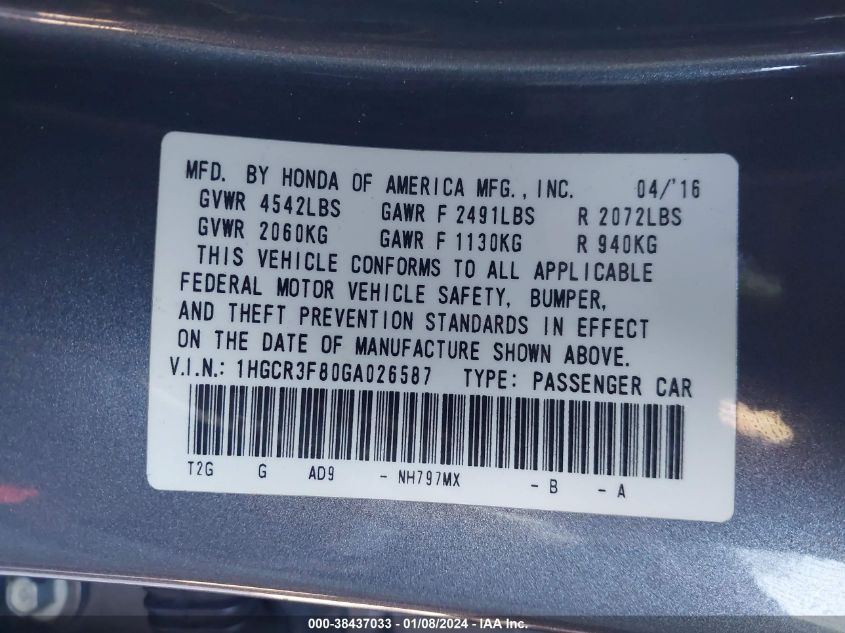 MFD. BY HONDA OF AMERICA MFG., INC. 04/'16
GVWR 4542LBS GAWR F 2491LBS R 2072LBS
GVWR 2060KG GAWR F 1130KG R 940KG
THIS VEHICLE CONFORMS TO ALL APPLICABLE
FEDERAL MOTOR VEHICLE SAFETY, BUMPER,
AND THEFT PREVENTION STANDARDS IN EFFECT
ON THE DATE OF MANUFACTURE SHOWN ABOVE.
V.I.N.: 1HGCR3F80GA026587 TYPE: PASSENGER CAR
T2G G AD9 - NH797MX - B - A
000-38437033 - 01/08/2024 - IAA Inc.